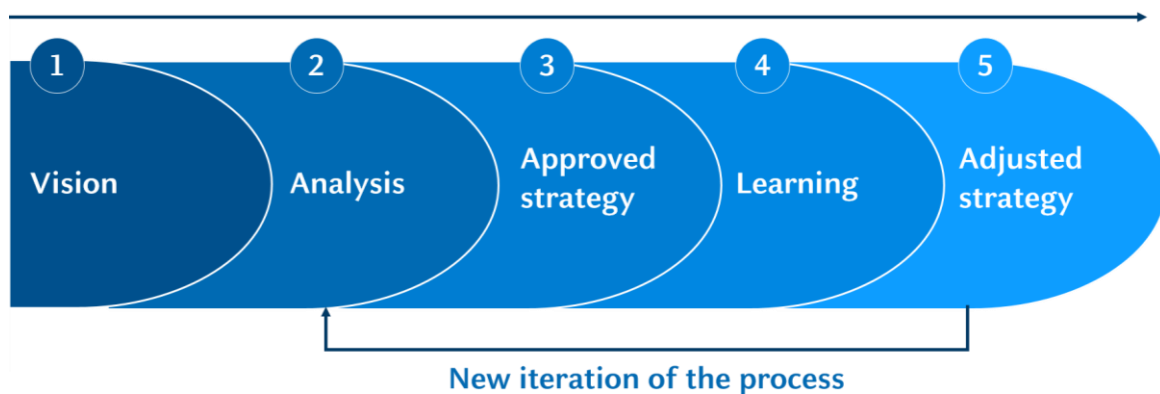 1
2
3
4
5
Vision
Analysis
Approved
strategy
Learning
Adjusted
strategy
New iteration of the process